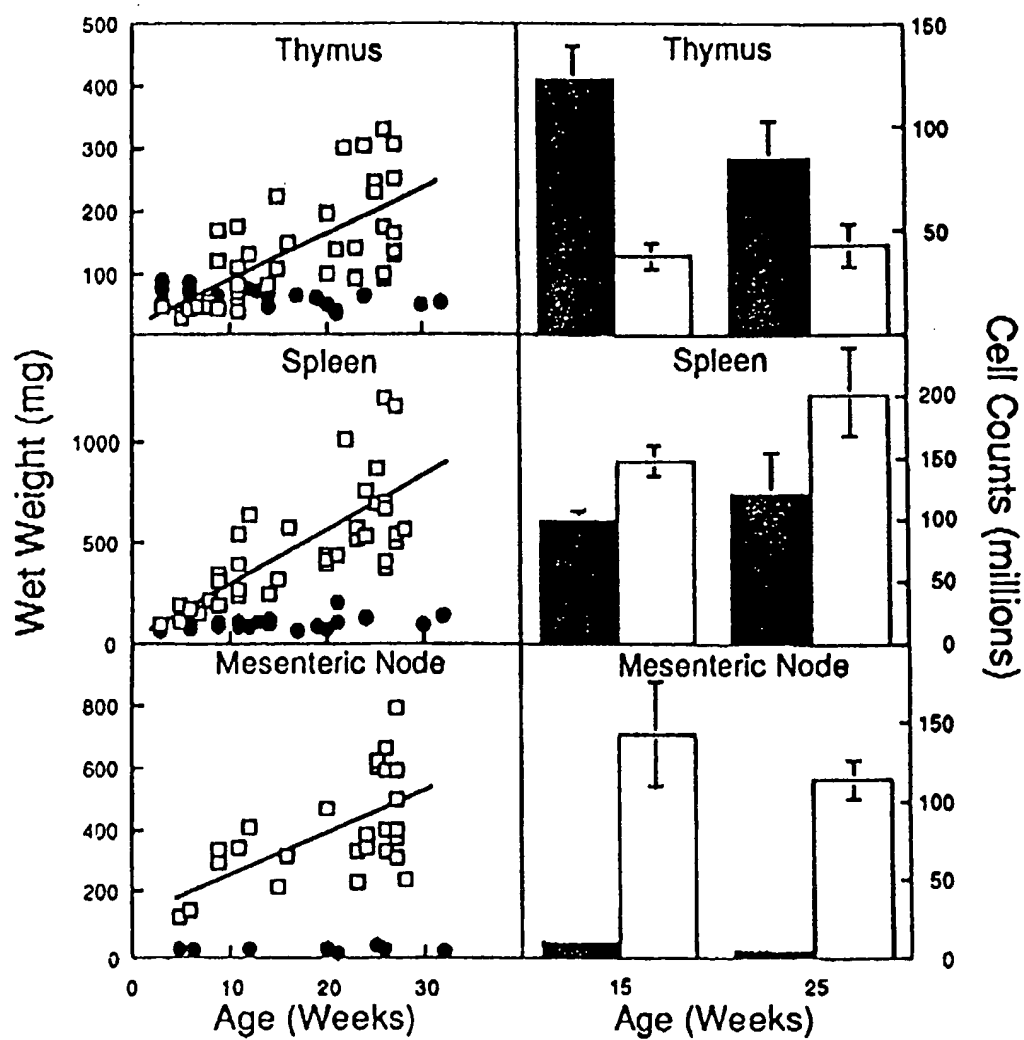 Thymus
Thymus
500
400
300
200
100
150
100
50
Spleen
Spleen
1000
500
0
200
150
100
50
0
Mesenteric Node
Mesenteric Node
800
600
400
200
0
150
100
50
0
0 10 20 30
15 25
Age (Weeks)
Age (Weeks)
Wet Weight (mg)
Cell Counts (millions)